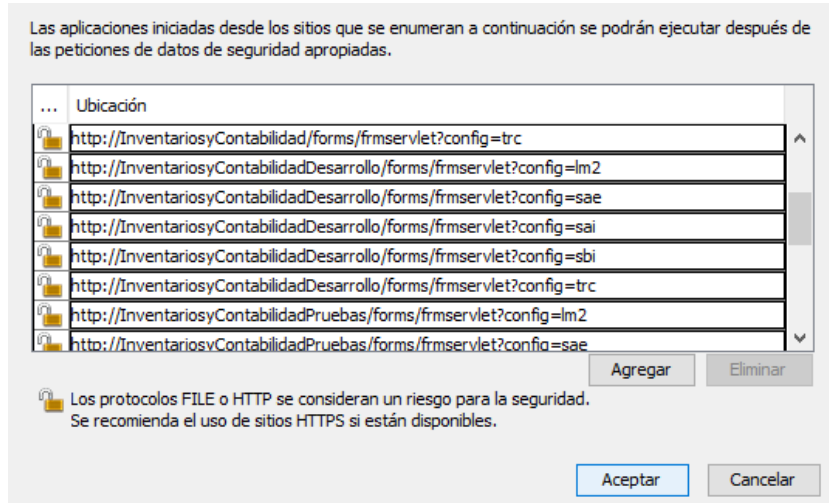 Las aplicaciones iniciadas desde los sitios que se enumeran a continuación se podrán ejecutar después de
las peticiones de datos de seguridad apropiadas.
... Ubicación
http://InventariosyContabilidad/forms/frmservlet?config=trc
http://InventariosyContabilidadDesarrollo/forms/frmservlet?config=lm2
http://InventariosyContabilidadDesarrollo/forms/frmservlet?config=sae
http://InventariosyContabilidadDesarrollo/forms/frmservlet?config=sai
http://InventariosyContabilidadDesarrollo/forms/frmservlet?config=sbi
http://InventariosyContabilidadDesarrollo/forms/frmservlet?config=trc
http://InventariosyContabilidadPruebas/forms/frmservlet?config=lm2
http://InventariosyContabilidadPruebas/forms/frmservlet?config=sae
Agregar Eliminar
Los protocolos FILE o HTTP se consideran un riesgo para la seguridad.
Se recomienda el uso de sitios HTTPS si están disponibles.
Aceptar Cancelar